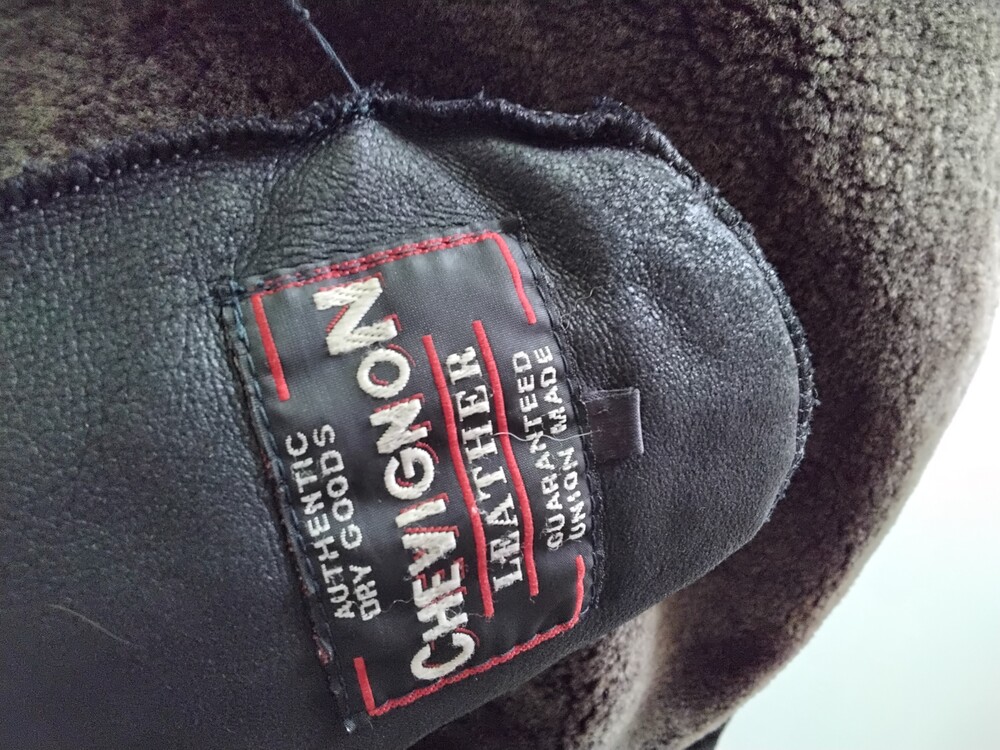 AUTHENTIC
DRY GOODS
CHEVIGNON
LEATHER
GUARANTEED
UNION MADE